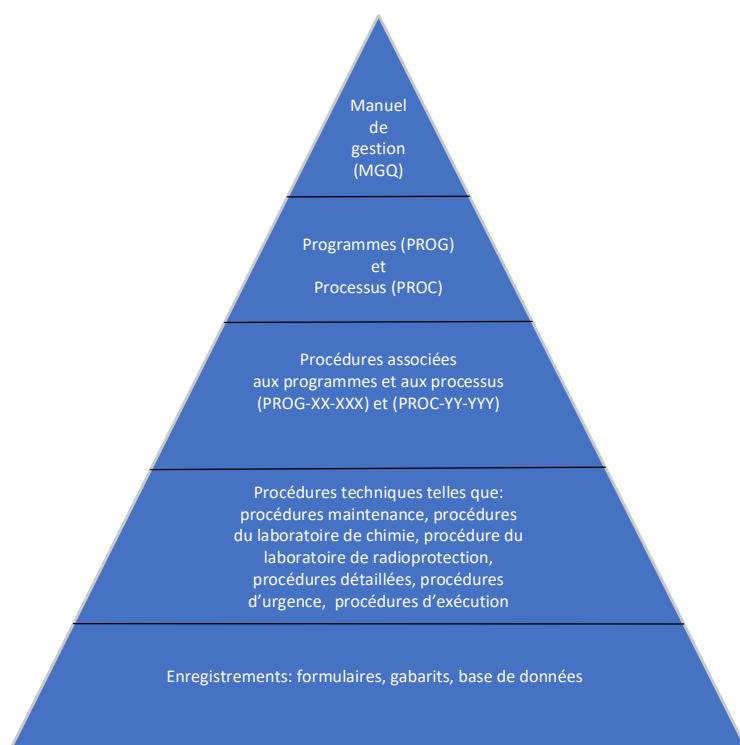 Manuel
de
gestion
(MGQ)
Programmes (PROG)
et
Processus (PROC)
Procédures associées
aux programmes et aux processus
(PROG-XX-XXX) et (PROC-YY-YYY)
Procédures techniques telles que:
procédures maintenance, procédures
du laboratoire de chimie, procédure du
laboratoire de radioprotection,
procédures détaillées, procédures
d’urgence,  procédures d’exécution
Enregistrements: formulaires, gabarits, base de données